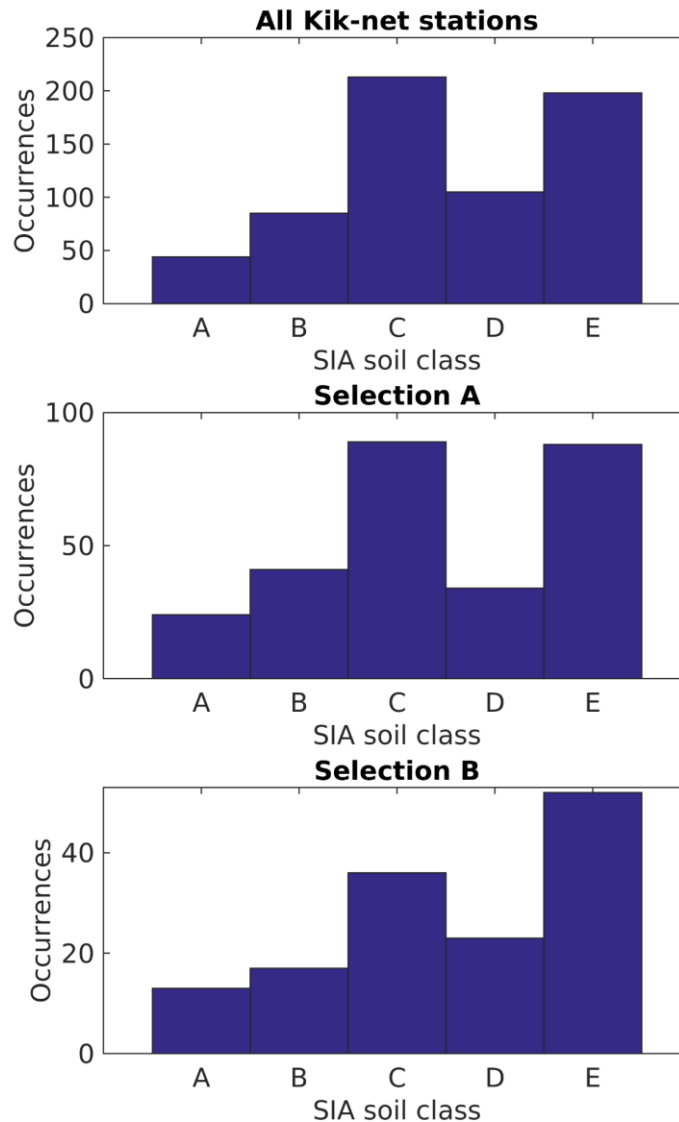 All Kik-net stations
250
200
150
100
50
0
Occurrences
A B C D E
SIA soil class
Selection A
100
50
0
Occurrences
A B C D E
SIA soil class
Selection B
40
20
0
Occurrences
A B C D E
SIA soil class